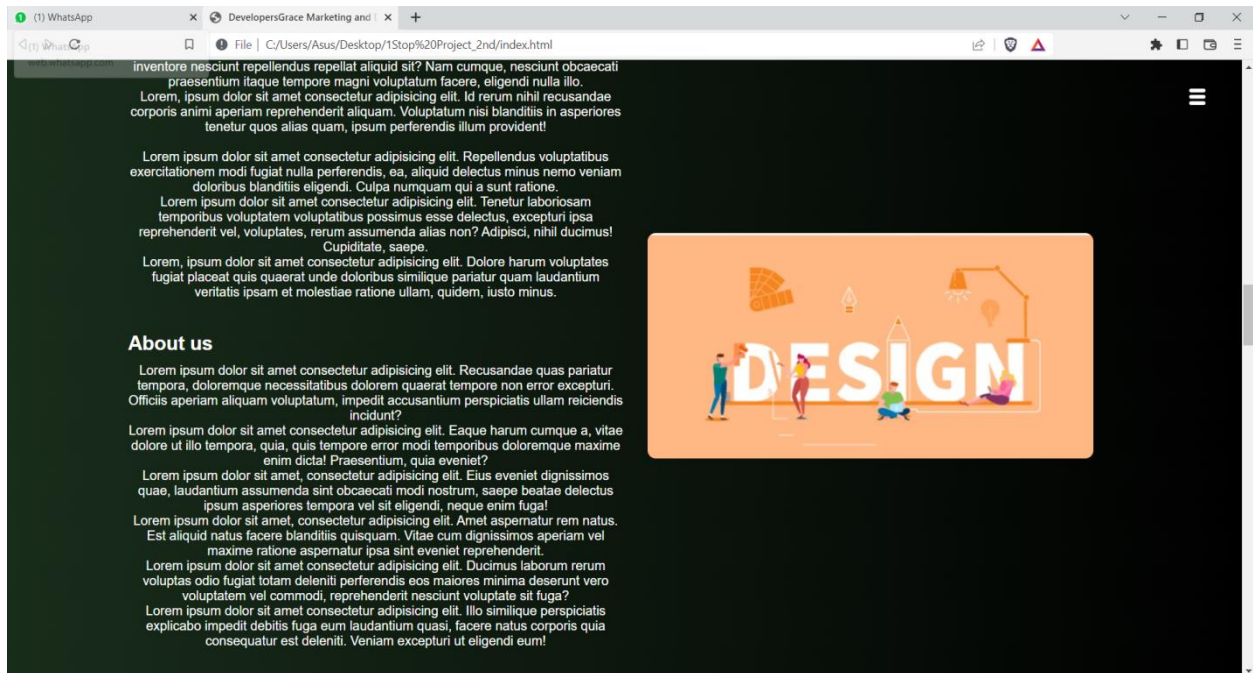 (1) WhatsApp
DevelopersGrace Marketing and
File | C:/Users/Asus/Desktop/1Stop%20Project_2nd/index.html
(1) WhatsApp
web.whatsapp.com
inventore nesciunt repellendus repellat aliquid sit? Nam cumque, nesciunt obcaecati
praesentium itaque tempore magni voluptatum facere, eligendi nulla illo.
Lorem, ipsum dolor sit amet consectetur adipisicing elit. Id rerum nihil recusandae
corporis animi aperiam reprehenderit aliquam. Voluptatum nisi blanditiis in asperiores
tenetur quos alias quam, ipsum perferendis illum provident!
Lorem ipsum dolor sit amet consectetur adipisicing elit. Repellendus voluptatibus
exercitationem modi fugiat nulla perferendis, ea, aliquid delectus minus nemo veniam
doloribus blanditiis eligendi. Culpa numquam qui a sunt ratione.
Lorem ipsum dolor sit amet consectetur adipisicing elit. Tenetur laboriosam
temporibus voluptatem voluptatibus possimus esse delectus, excepturi ipsa
reprehenderit vel, voluptates, rerum assumenda alias non? Adipisci, nihil ducimus!
Cupiditate, saepe.
Lorem, ipsum dolor sit amet consectetur adipisicing elit. Dolore harum voluptates
fugiat placeat quis quaerat unde doloribus similique pariatur quam laudantium
veritatis ipsam et molestiae ratione ullam, quidem, iusto minus.
About us
Lorem ipsum dolor sit amet consectetur adipisicing elit. Recusandae quas pariatur
tempora, doloremque necessitatibus dolorem quaerat tempore non error excepturi.
Officiis aperiam aliquam voluptatum, impedit accusantium perspiciatis ullam reiciendis
incidunt?
Lorem ipsum dolor sit amet consectetur adipisicing elit. Eaque harum cumque a, vitae
dolore ut illo tempora, quia, quis tempore error modi temporibus doloremque maxime
enim dicta! Praesentium, quia eveniet?
Lorem ipsum dolor sit amet, consectetur adipisicing elit. Eius eveniet dignissimos
quae, laudantium assumenda sint obcaecati modi nostrum, saepe beatae delectus
ipsum asperiores tempora vel sit eligendi, neque enim fuga!
Lorem ipsum dolor sit amet, consectetur adipisicing elit. Amet aspernatur rem natus.
Est aliquid natus facere blanditiis quisquam. Vitae cum dignissimos aperiam vel
maxime ratione aspernatur ipsa sint eveniet reprehenderit.
Lorem ipsum dolor sit amet consectetur adipisicing elit. Ducimus laborum rerum
voluptas odio fugiat totam deleniti perferendis eos maiores minima deserunt vero
voluptatem vel commodi, reprehenderit nesciunt voluptate sit fuga?
Lorem ipsum dolor sit amet consectetur adipisicing elit. Illo similique perspiciatis
explicabo impedit debitis fuga eum laudantium quasi, facere natus corporis quia
consequatur est deleniti. Veniam excepturi ut eligendi eum!
DESIGN